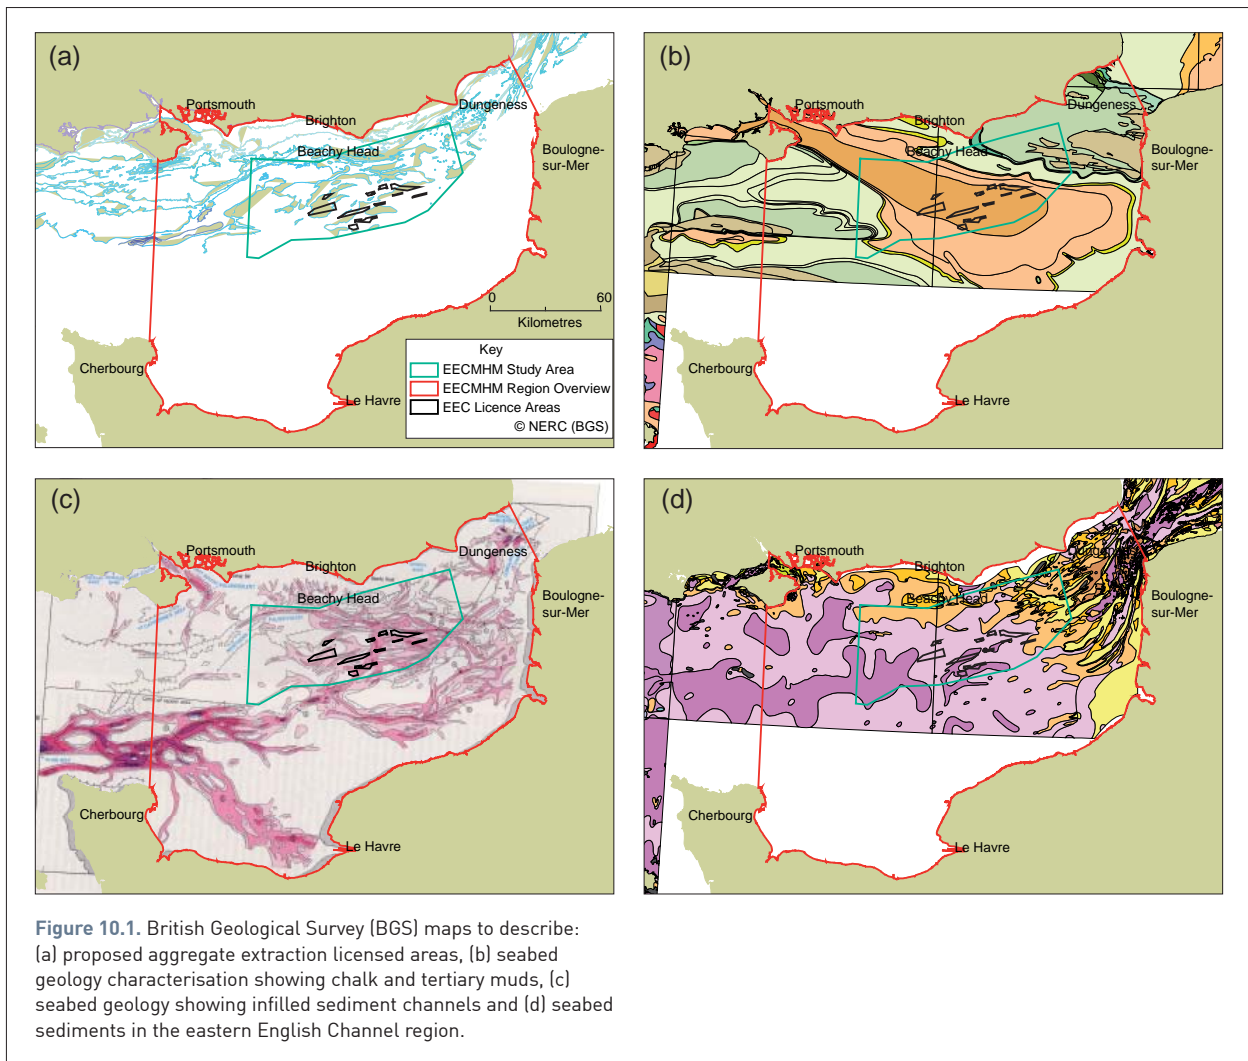 (a)
Portsmouth
Brighton
Dungeness
Beachy Head
Boulogne-
sur-Mer
0 60
Kilometres
Cherbourg
Le Havre
Key
EECMHM Study Area
EECMHM Region Overview
EEC Licence Areas
© NERC (BGS)
(b)
Portsmouth
Brighton
Dungeness
Beachy Head
Boulogne-
sur-Mer
Cherbourg
Le Havre
(c)
Portsmouth
Brighton
Dungeness
Beachy Head
Boulogne-
sur-Mer
Cherbourg
Le Havre
(d)
Portsmouth
Brighton
Dungeness
Beachy Head
Boulogne-
sur-Mer
Cherbourg
Le Havre
Figure 10.1. British Geological Survey (BGS) maps to describe:
(a) proposed aggregate extraction licensed areas, (b) seabed
geology characterisation showing chalk and tertiary muds, (c)
seabed geology showing infilled sediment channels and (d) seabed
sediments in the eastern English Channel region.